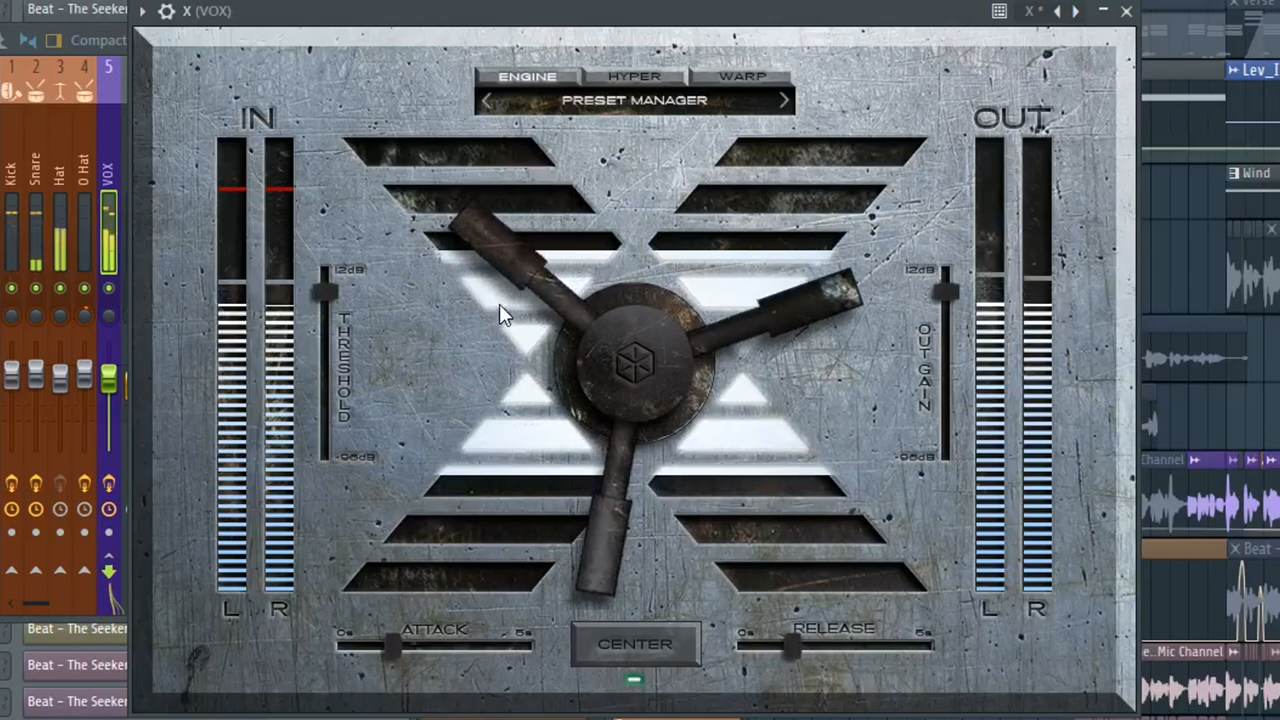 Beat - The Seeke
X (VOX)
X*
Verse
Compact
1 2 3 4 5
ENGINE HYPER WARP
PRESET MANAGER
Lev_I
IN
OUT
Kick
Snare
Hat
O Hat
VOX
Wind
12dB
12dB
THRESHOLD
OUT GAIN
-96dB
-96dB
Channel
Beat -
L R
L R
Beat - The Seeker
0s ATTACK 5s
0s RELEASE 5s
CENTER
e..Mic Channel
Beat - The Seeker
Beat - The Seeker